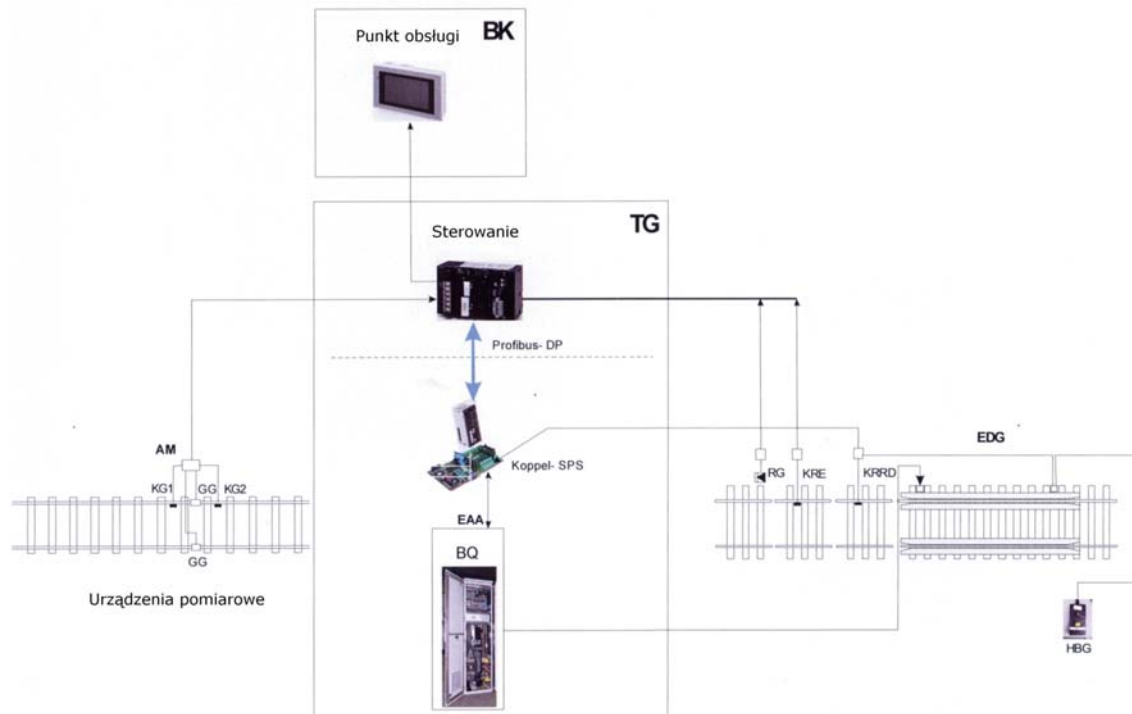 Punkt obsługi
BK
TG
Sterowanie
Profibus- DP
Koppel- SPS
AM
KG1
GG
KG2
GG
Urządzenia pomiarowe
EAA
BQ
RG
KRE
KRRD
EDG
HBG